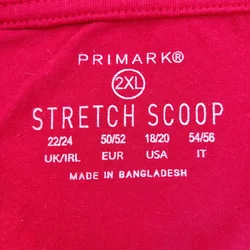 PRIMARK®
2XL
STRETCH SCOOP
22/24 50/52 18/20 54/56
UK/IRL EUR USA IT
MADE IN BANGLADESH